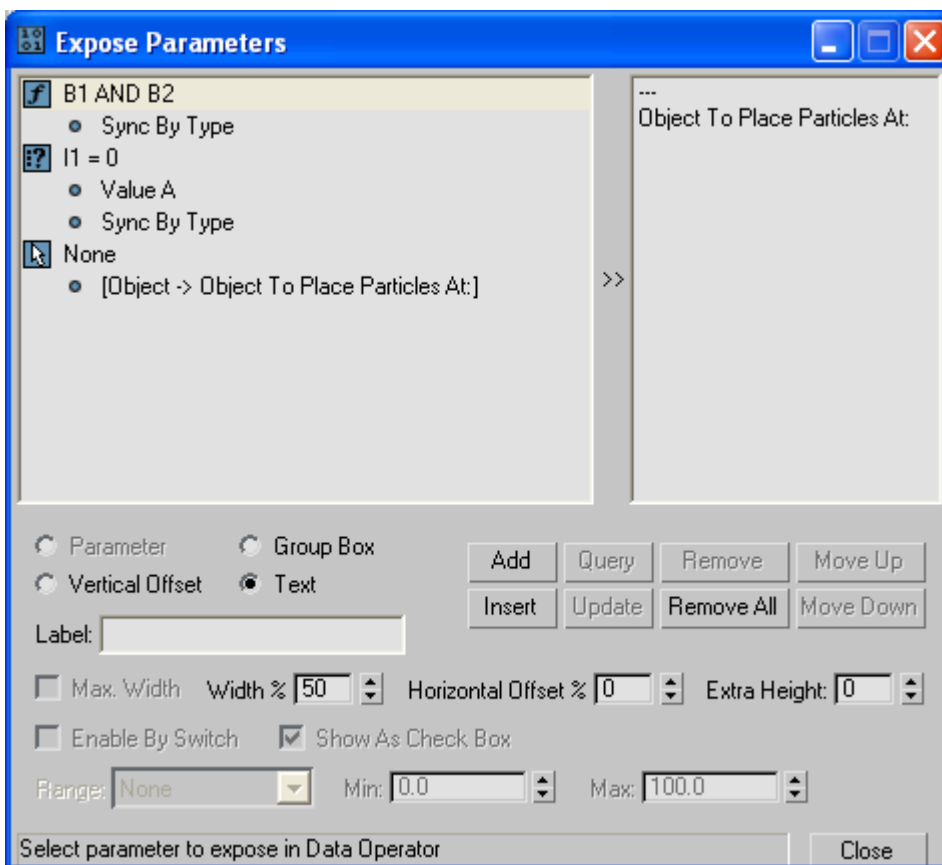 Expose Parameters
B1 AND B2
Sync By Type
I1 = 0
Value A
Sync By Type
None
[Object -> Object To Place Particles At:]
>>
---
Object To Place Particles At:
Parameter
Group Box
Vertical Offset
Text
Add
Query
Remove
Move Up
Insert
Update
Remove All
Move Down
Label:
Max. Width
Width % 50
Horizontal Offset % 0
Extra Height: 0
Enable By Switch
Show As Check Box
Range: None
Min: 0.0
Max: 100.0
Select parameter to expose in Data Operator
Close